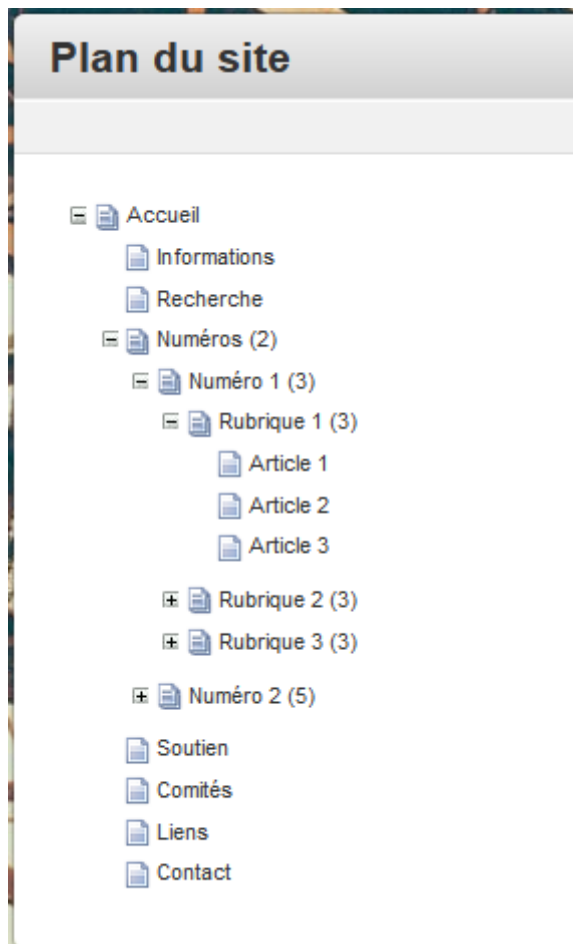 Plan du site
Accueil
Informations
Recherche
Numéros (2)
Numéro 1 (3)
Rubrique 1 (3)
Article 1
Article 2
Article 3
Rubrique 2 (3)
Rubrique 3 (3)
Numéro 2 (5)
Soutien
Comités
Liens
Contact